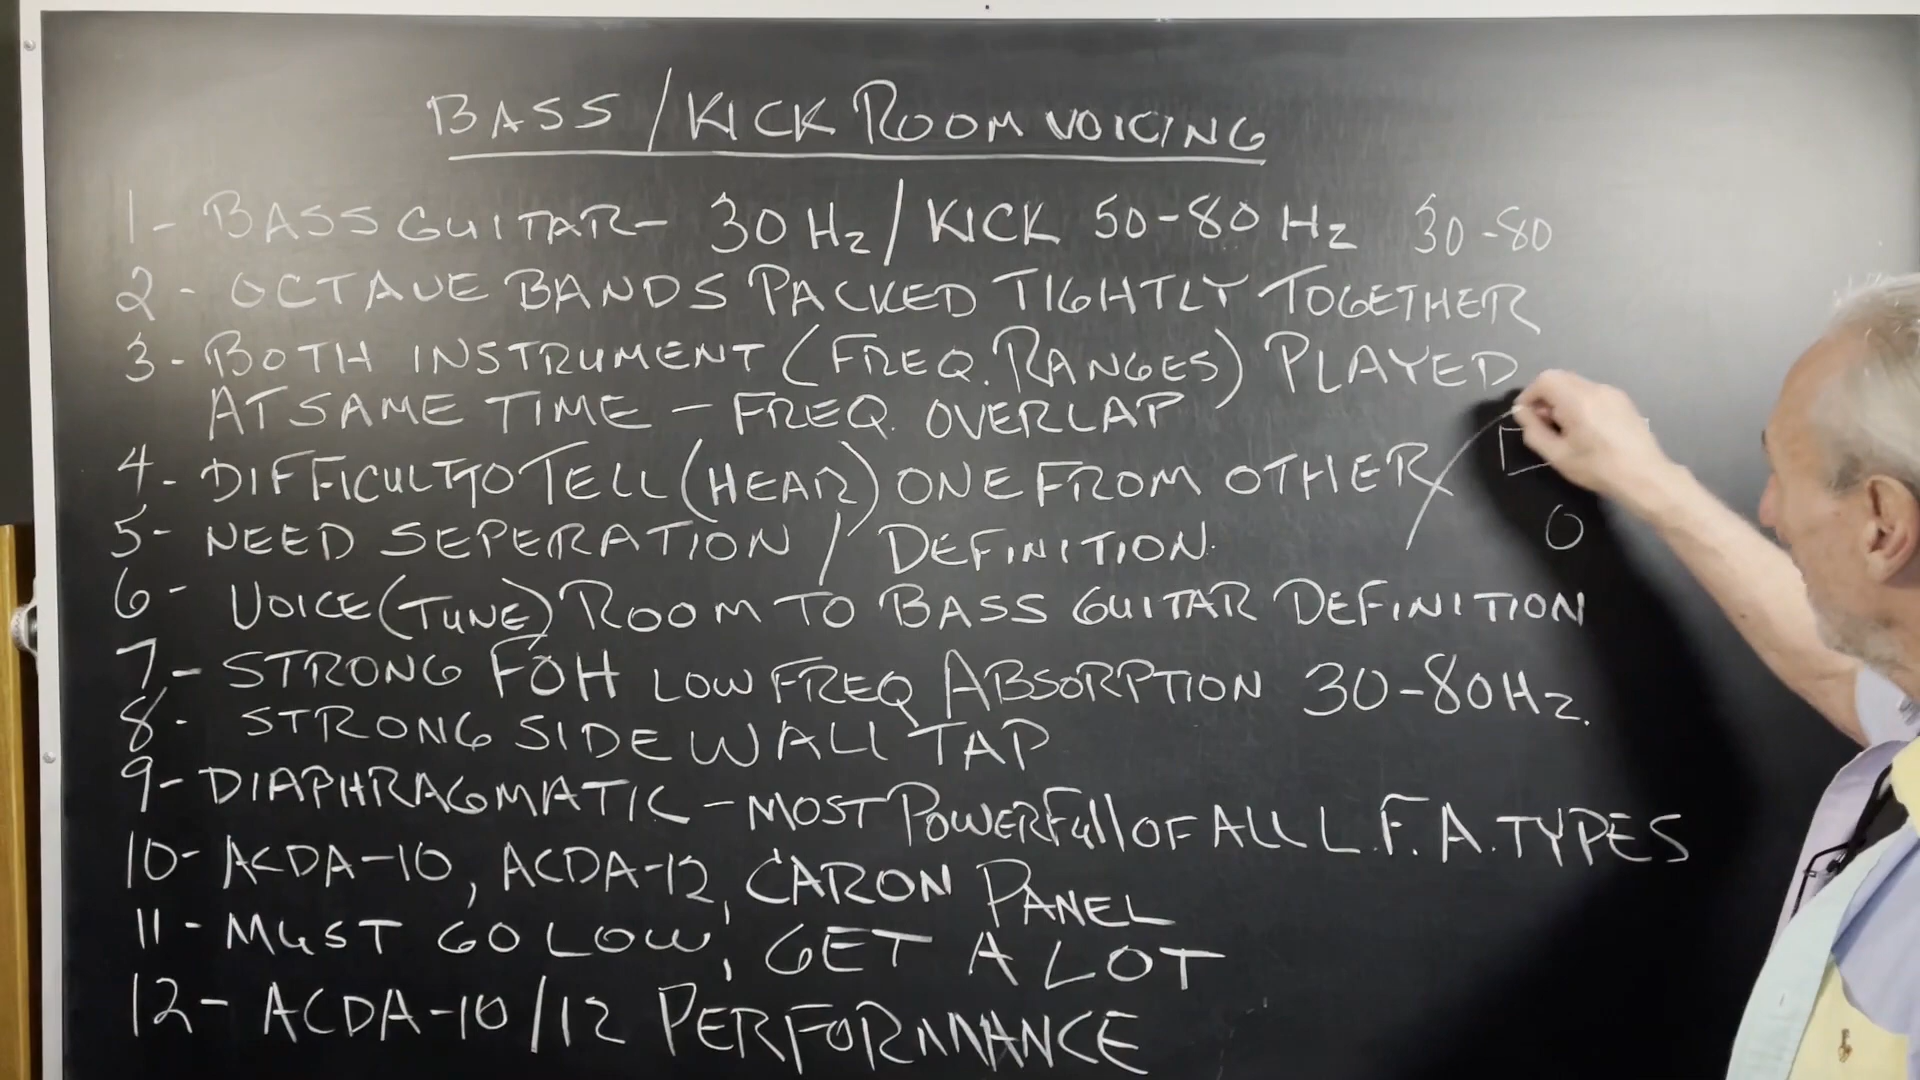 BASS / KICK ROOM VOICING
1- BASS GUITAR- 30 Hz / KICK 50-80 Hz 30-80
2- OCTAVE BANDS PACKED TIGHTLY TOGETHER
3- BOTH INSTRUMENT (FREQ. RANGES) PLAYED
AT SAME TIME - FREQ. OVERLAP
4- DIFFICULT TO TELL (HEAR) ONE FROM OTHER
5- NEED SEPERATION / DEFINITION.
6- VOICE (TUNE) ROOM TO BASS GUITAR DEFINITION
7- STRONG FOH LOW FREQ ABSORPTION 30-80Hz.
8- STRONG SIDE WALL TAP
9- DIAPHRAGMATIC - MOST POWERFULL OF ALL L.F.A. TYPES
10- ACDA-10, ACDA-12, CARON PANEL
11- MUST GO LOW, GET A LOT
12- ACDA-10/12 PERFORMANCE